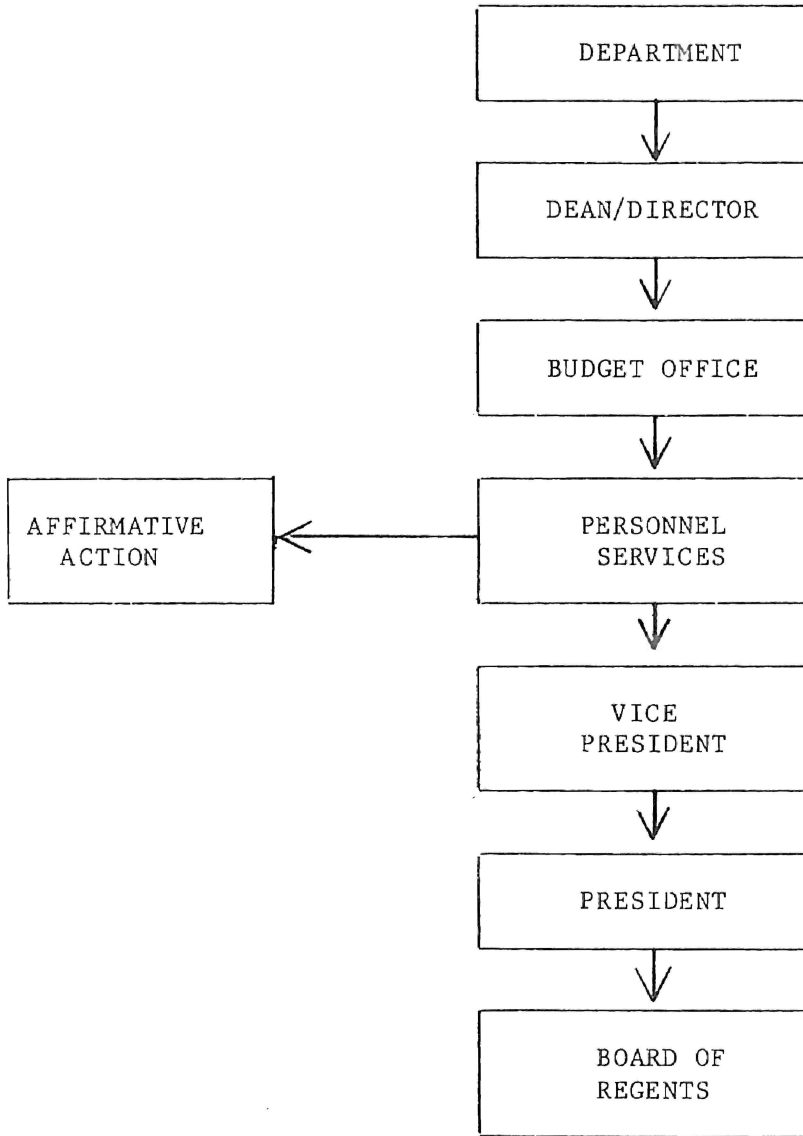 DEPARTMENT
DEAN/DIRECTOR
BUDGET OFFICE
AFFIRMATIVE
ACTION
PERSONNEL
SERVICES
VICE
PRESIDENT
PRESIDENT
BOARD OF
REGENTS